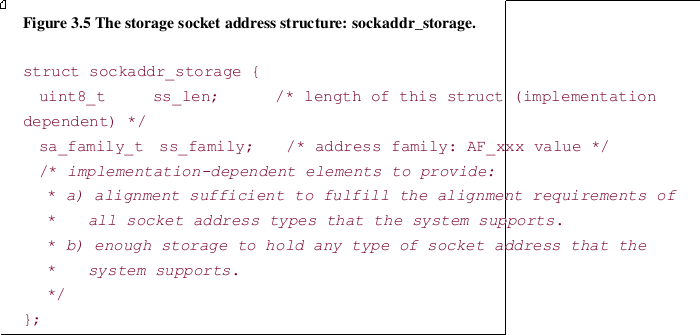 Figure 3.5 The storage socket address structure: sockaddr_storage.
struct sockaddr_storage {
uint8_t ss_len; /* length of this struct (implementation
dependent) */
sa_family_t ss_family; /* address family: AF_xxx value */
/* implementation-dependent elements to provide:
* a) alignment sufficient to fulfill the alignment requirements of
* all socket address types that the system supports.
* b) enough storage to hold any type of socket address that the
* system supports.
*/
};